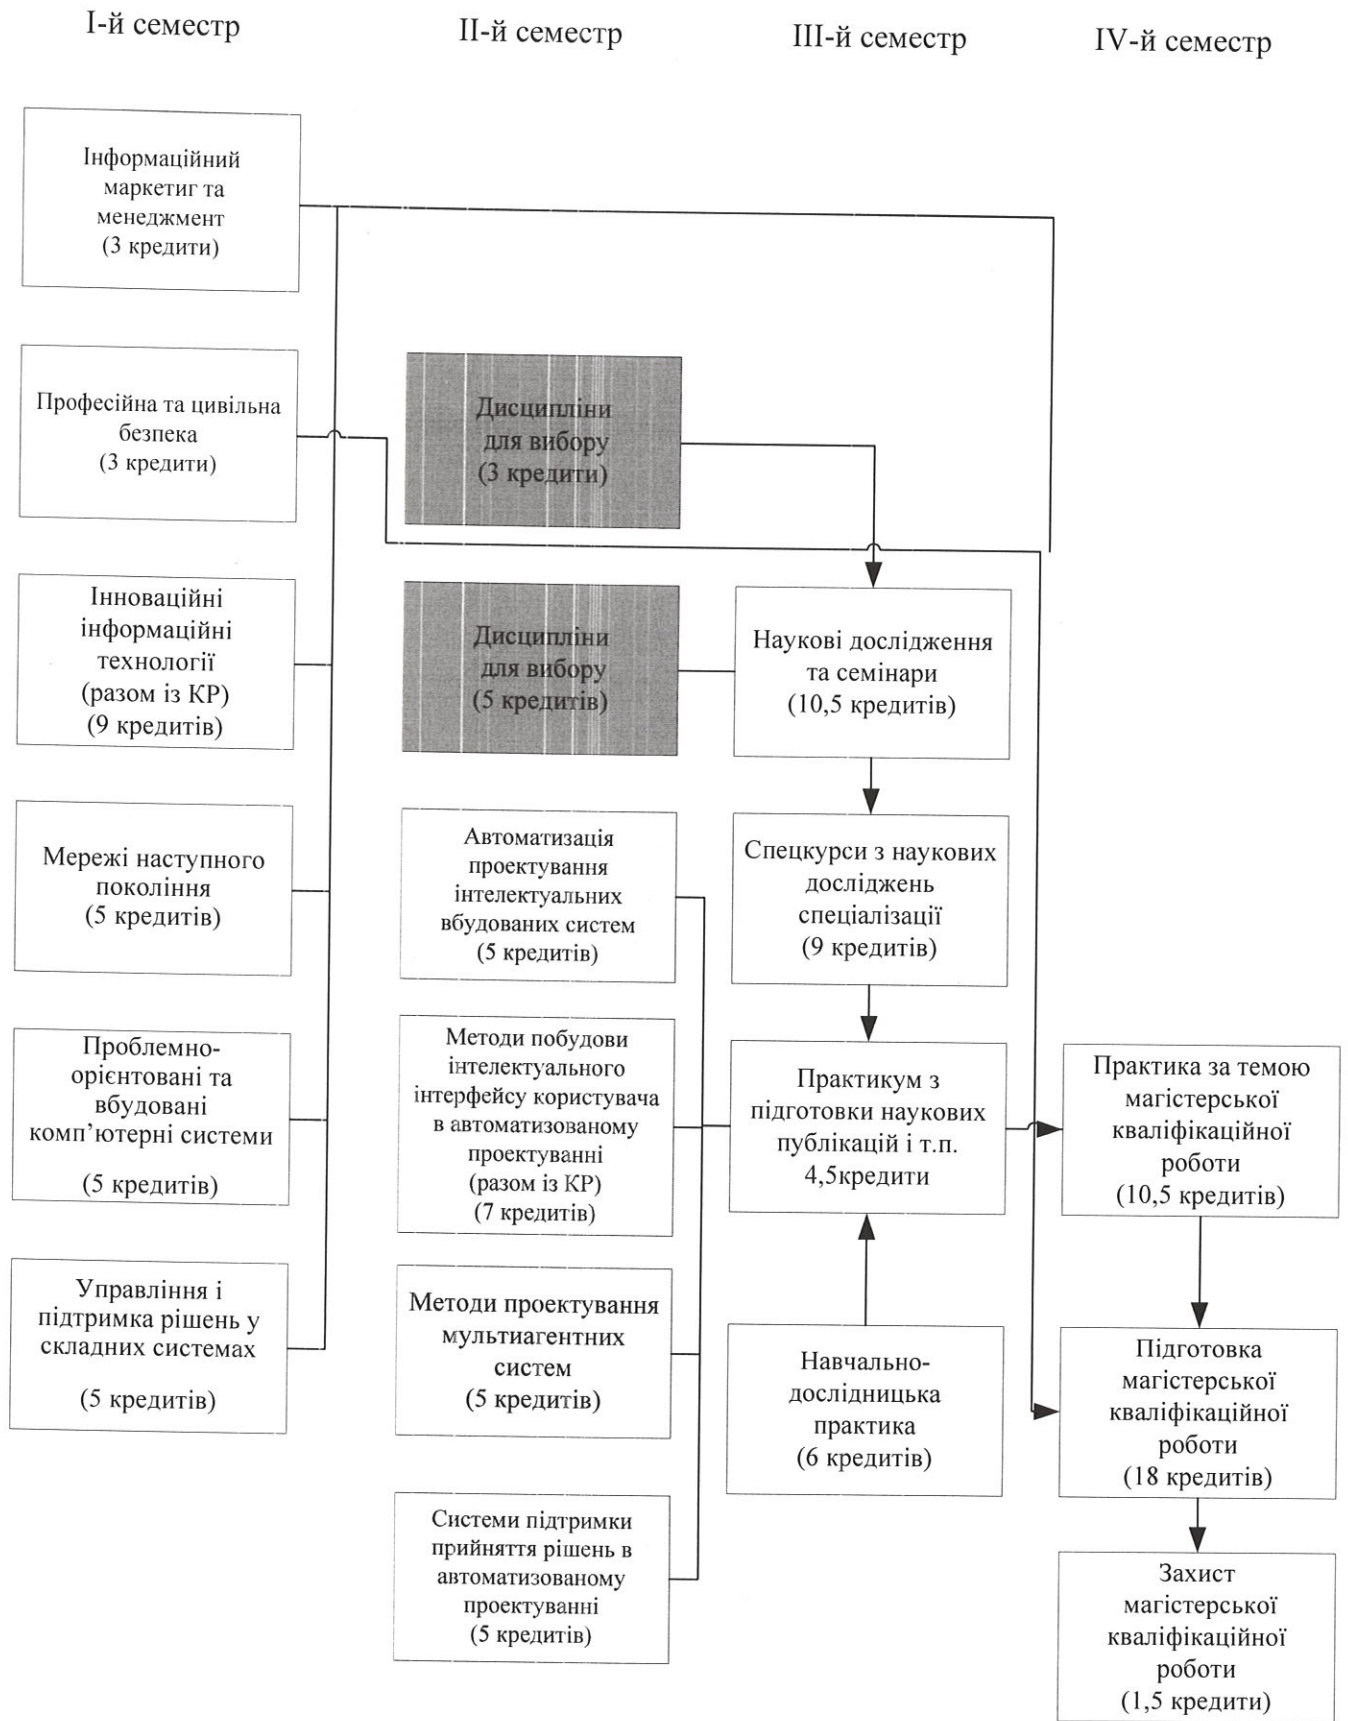 І-й семестр
ІІ-й семестр
ІІІ-й семестр
IV-й семестр
Інформаційний
маркетиг та
менеджмент
(3 кредити)
Професійна та цивільна
безпека
(3 кредити)
Інноваційні
інформаційні
технології
(разом із КР)
(9 кредитів)
Мережі наступного
покоління
(5 кредитів)
Проблемно-
орієнтовані та
вбудовані
комп’ютерні системи
(5 кредитів)
Управління і
підтримка рішень у
складних системах
(5 кредитів)
Дисципліни
для вибору
(3 кредити)
Дисципліни
для вибору
(5 кредитів)
Автоматизація
проектування
інтелектуальних
вбудованих систем
(5 кредитів)
Методи побудови
інтелектуального
інтерфейсу користувача
в автоматизованому
проектуванні
(разом із КР)
(7 кредитів)
Методи проектування
мультиагентних
систем
(5 кредитів)
Системи підтримки
прийняття рішень в
автоматизованому
проектуванні
(5 кредитів)
Наукові дослідження
та семінари
(10,5 кредитів)
Спецкурси з наукових
досліджень
спеціалізації
(9 кредитів)
Практикум з
підготовки наукових
публікацій і т.п.
4,5кредити
Навчально-
дослідницька
практика
(6 кредитів)
Практика за темою
магістерської
кваліфікаційної
роботи
(10,5 кредитів)
Підготовка
магістерської
кваліфікаційної
роботи
(18 кредитів)
Захист
магістерської
кваліфікаційної
роботи
(1,5 кредити)